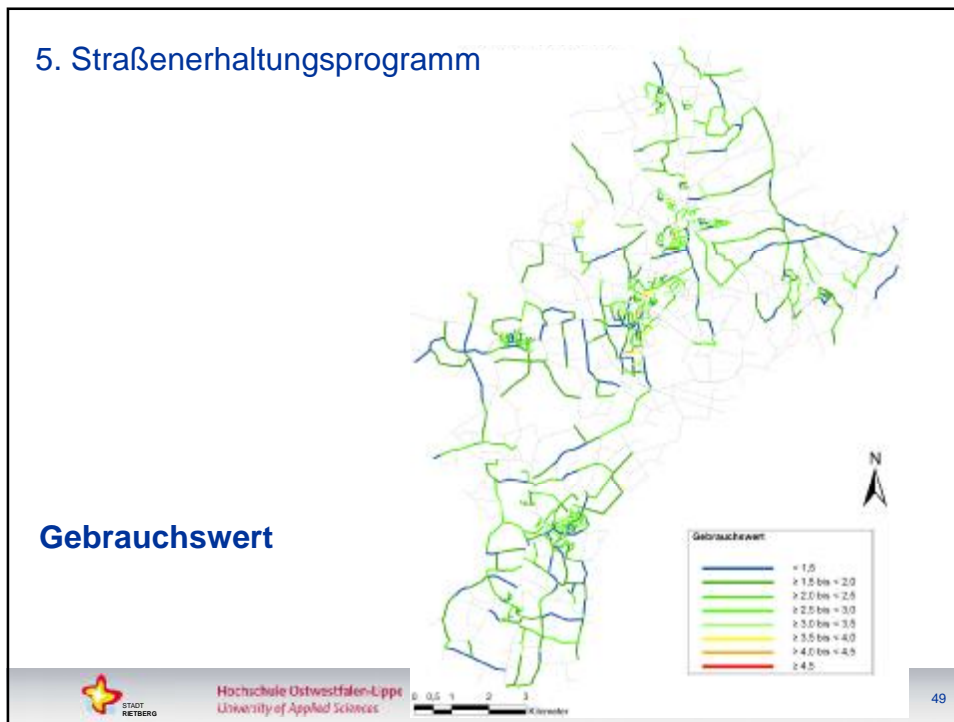 5. Straßenerhaltungsprogramm
N
Gebrauchswert
Gebrauchswert
< 1,5
≥ 1,5 bis < 2,0
≥ 2,0 bis < 2,5
≥ 2,5 bis < 3,0
≥ 3,0 bis < 3,5
≥ 3,5 bis < 4,0
≥ 4,0 bis < 4,5
≥ 4,5
STADT
RIETBERG
Hochschule Ostwestfalen-Lippe
University of Applied Sciences
0 0,5 1 2 3
Kilometer
49